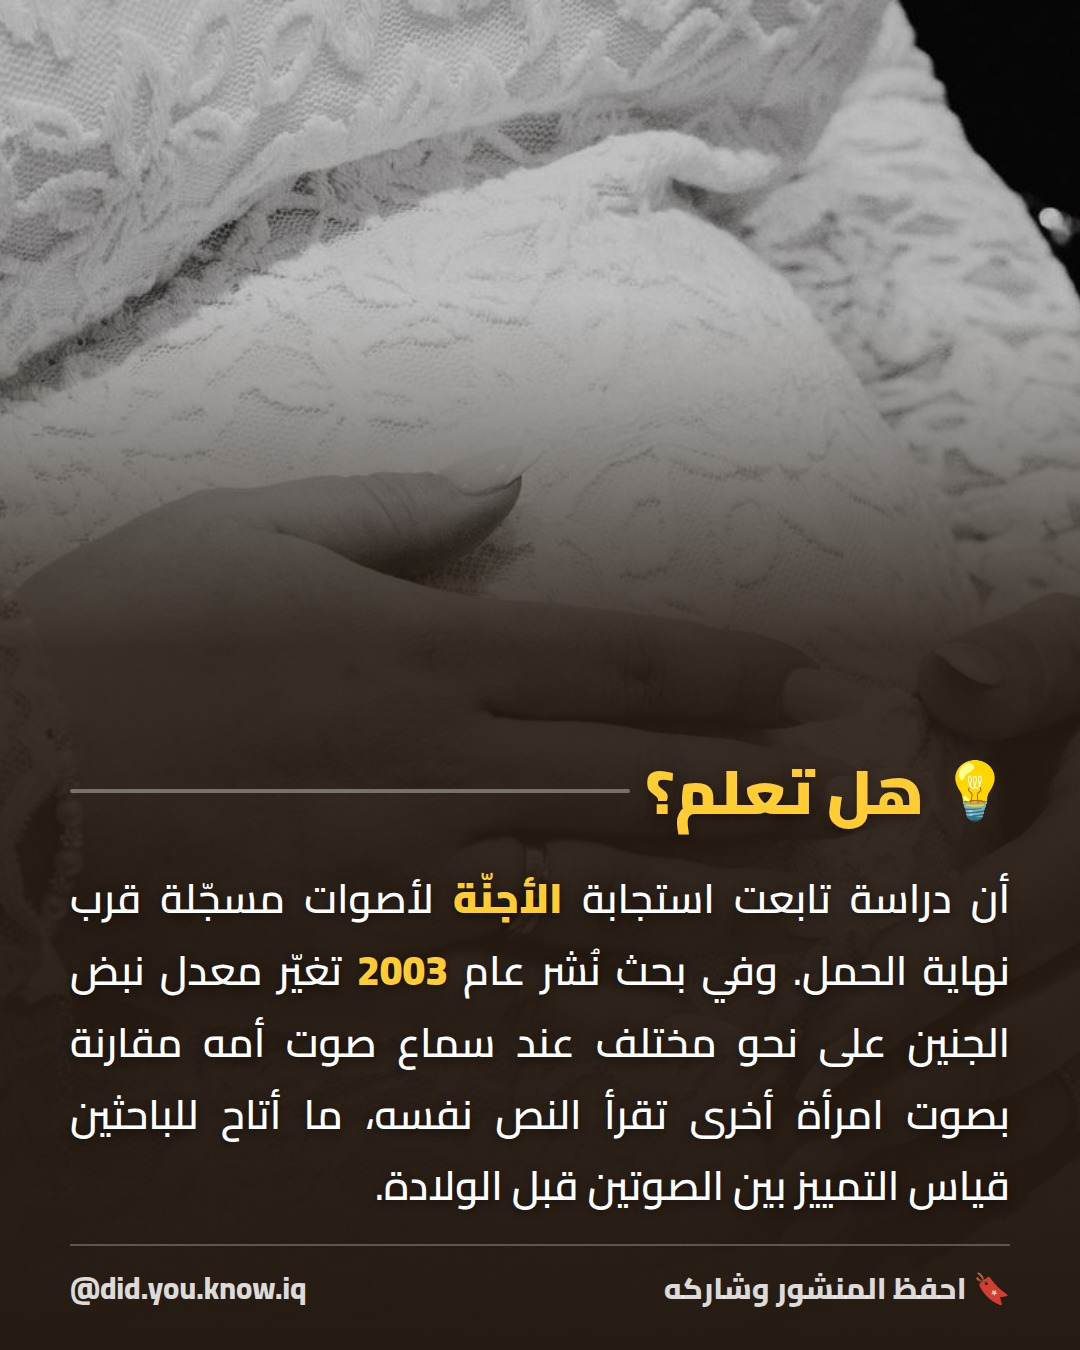 هل تعلم؟
أن دراسة تابعت استجابة الأجنّة لأصوات مسجّلة قرب
نهاية الحمل. وفي بحث نُشر عام 2003 تغيّر معدل نبض
الجنين على نحو مختلف عند سماع صوت أمه مقارنة
بصوت امرأة أخرى تقرأ النص نفسه، ما أتاح للباحثين
قياس التمييز بين الصوتين قبل الولادة.
احفظ المنشور وشاركه
@did.you.know.iq